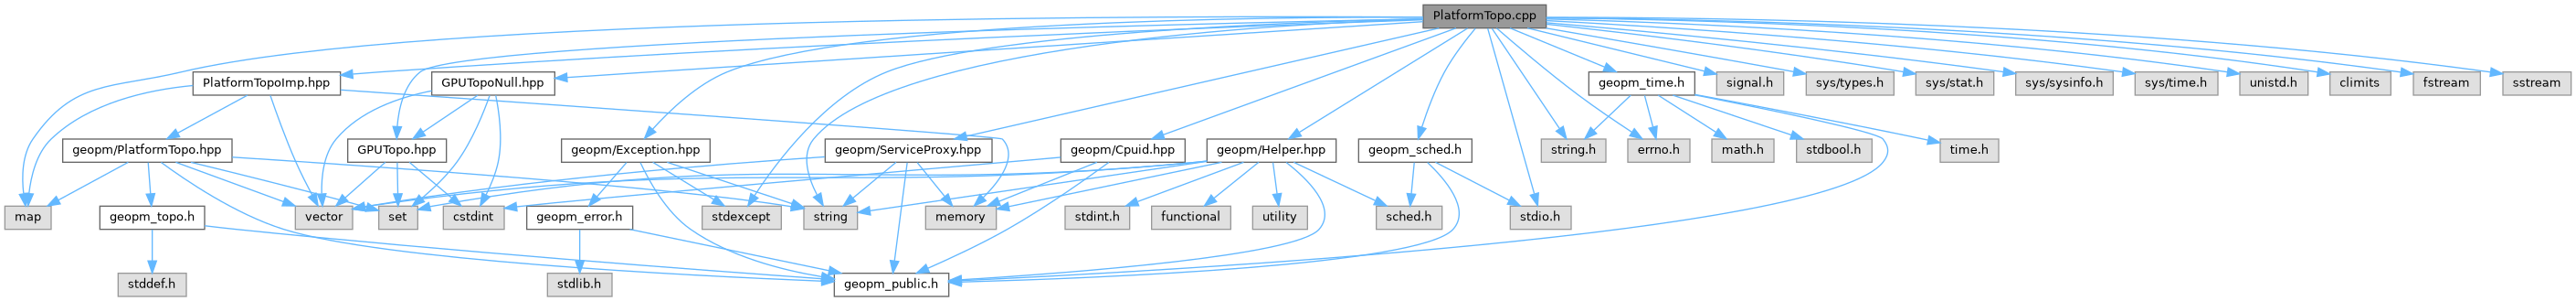 PlatformTopo.cpp
PlatformTopoImp.hpp
GPUTopoNull.hpp
geopm_time.h
signal.h
sys/types.h
sys/stat.h
sys/sysinfo.h
sys/time.h
unistd.h
climits
fstream
sstream
geopm/PlatformTopo.hpp
GPUTopo.hpp
geopm/Exception.hpp
geopm/ServiceProxy.hpp
geopm/Cpuid.hpp
geopm/Helper.hpp
geopm_sched.h
string.h
errno.h
math.h
stdbool.h
time.h
map
geopm_topo.h
vector
set
cstdint
geopm_error.h
stdexcept
string
memory
stdint.h
functional
utility
sched.h
stdio.h
stddef.h
stdlib.h
geopm_public.h